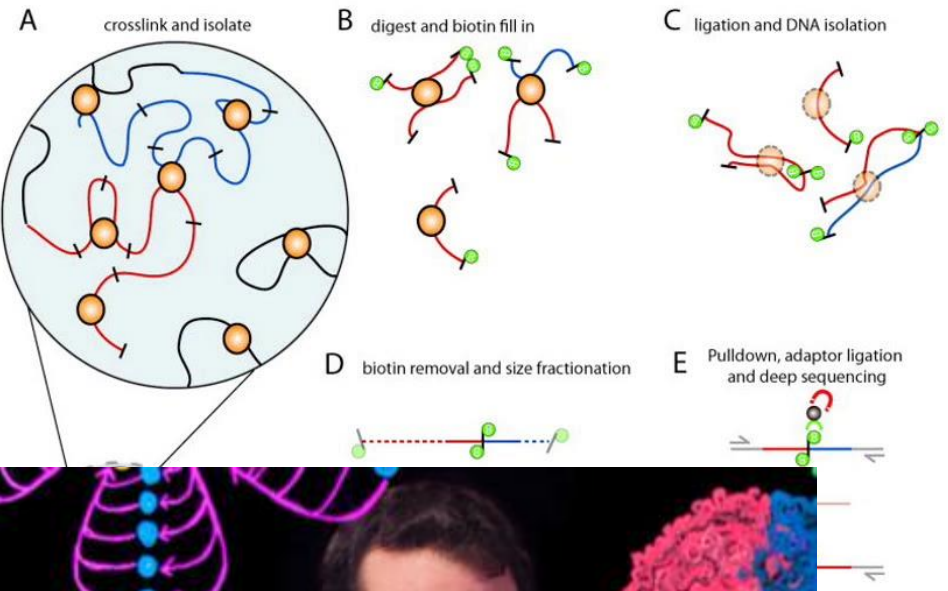 A crosslink and isolate
B digest and biotin fill in
C ligation and DNA isolation
D biotin removal and size fractionation
E Pulldown, adaptor ligation
and deep sequencing